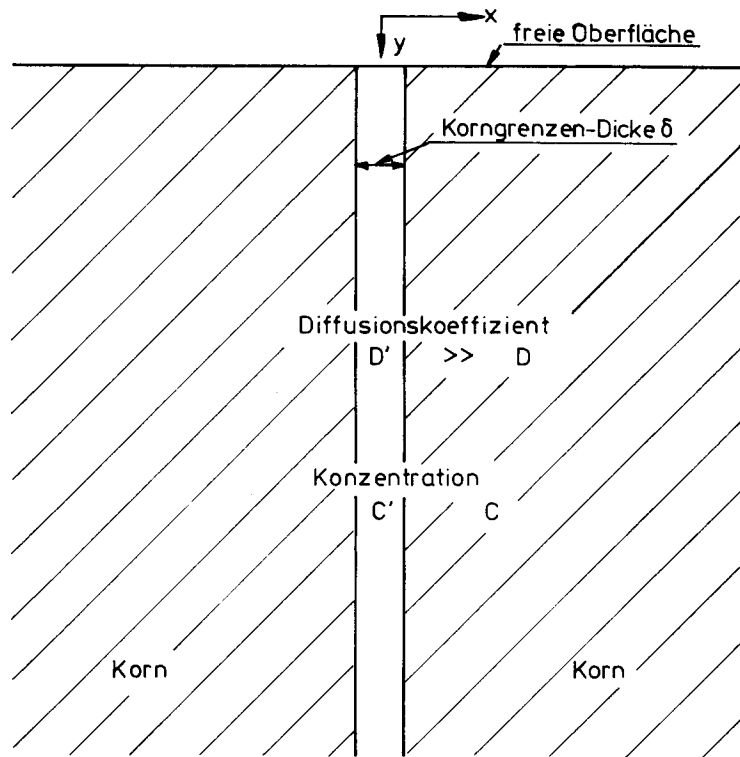 x
y
freie Oberfläche
Korngrenzen-Dicke δ
Diffusionskoeffizient
D' >> D
Konzentration
C' C
Korn Korn